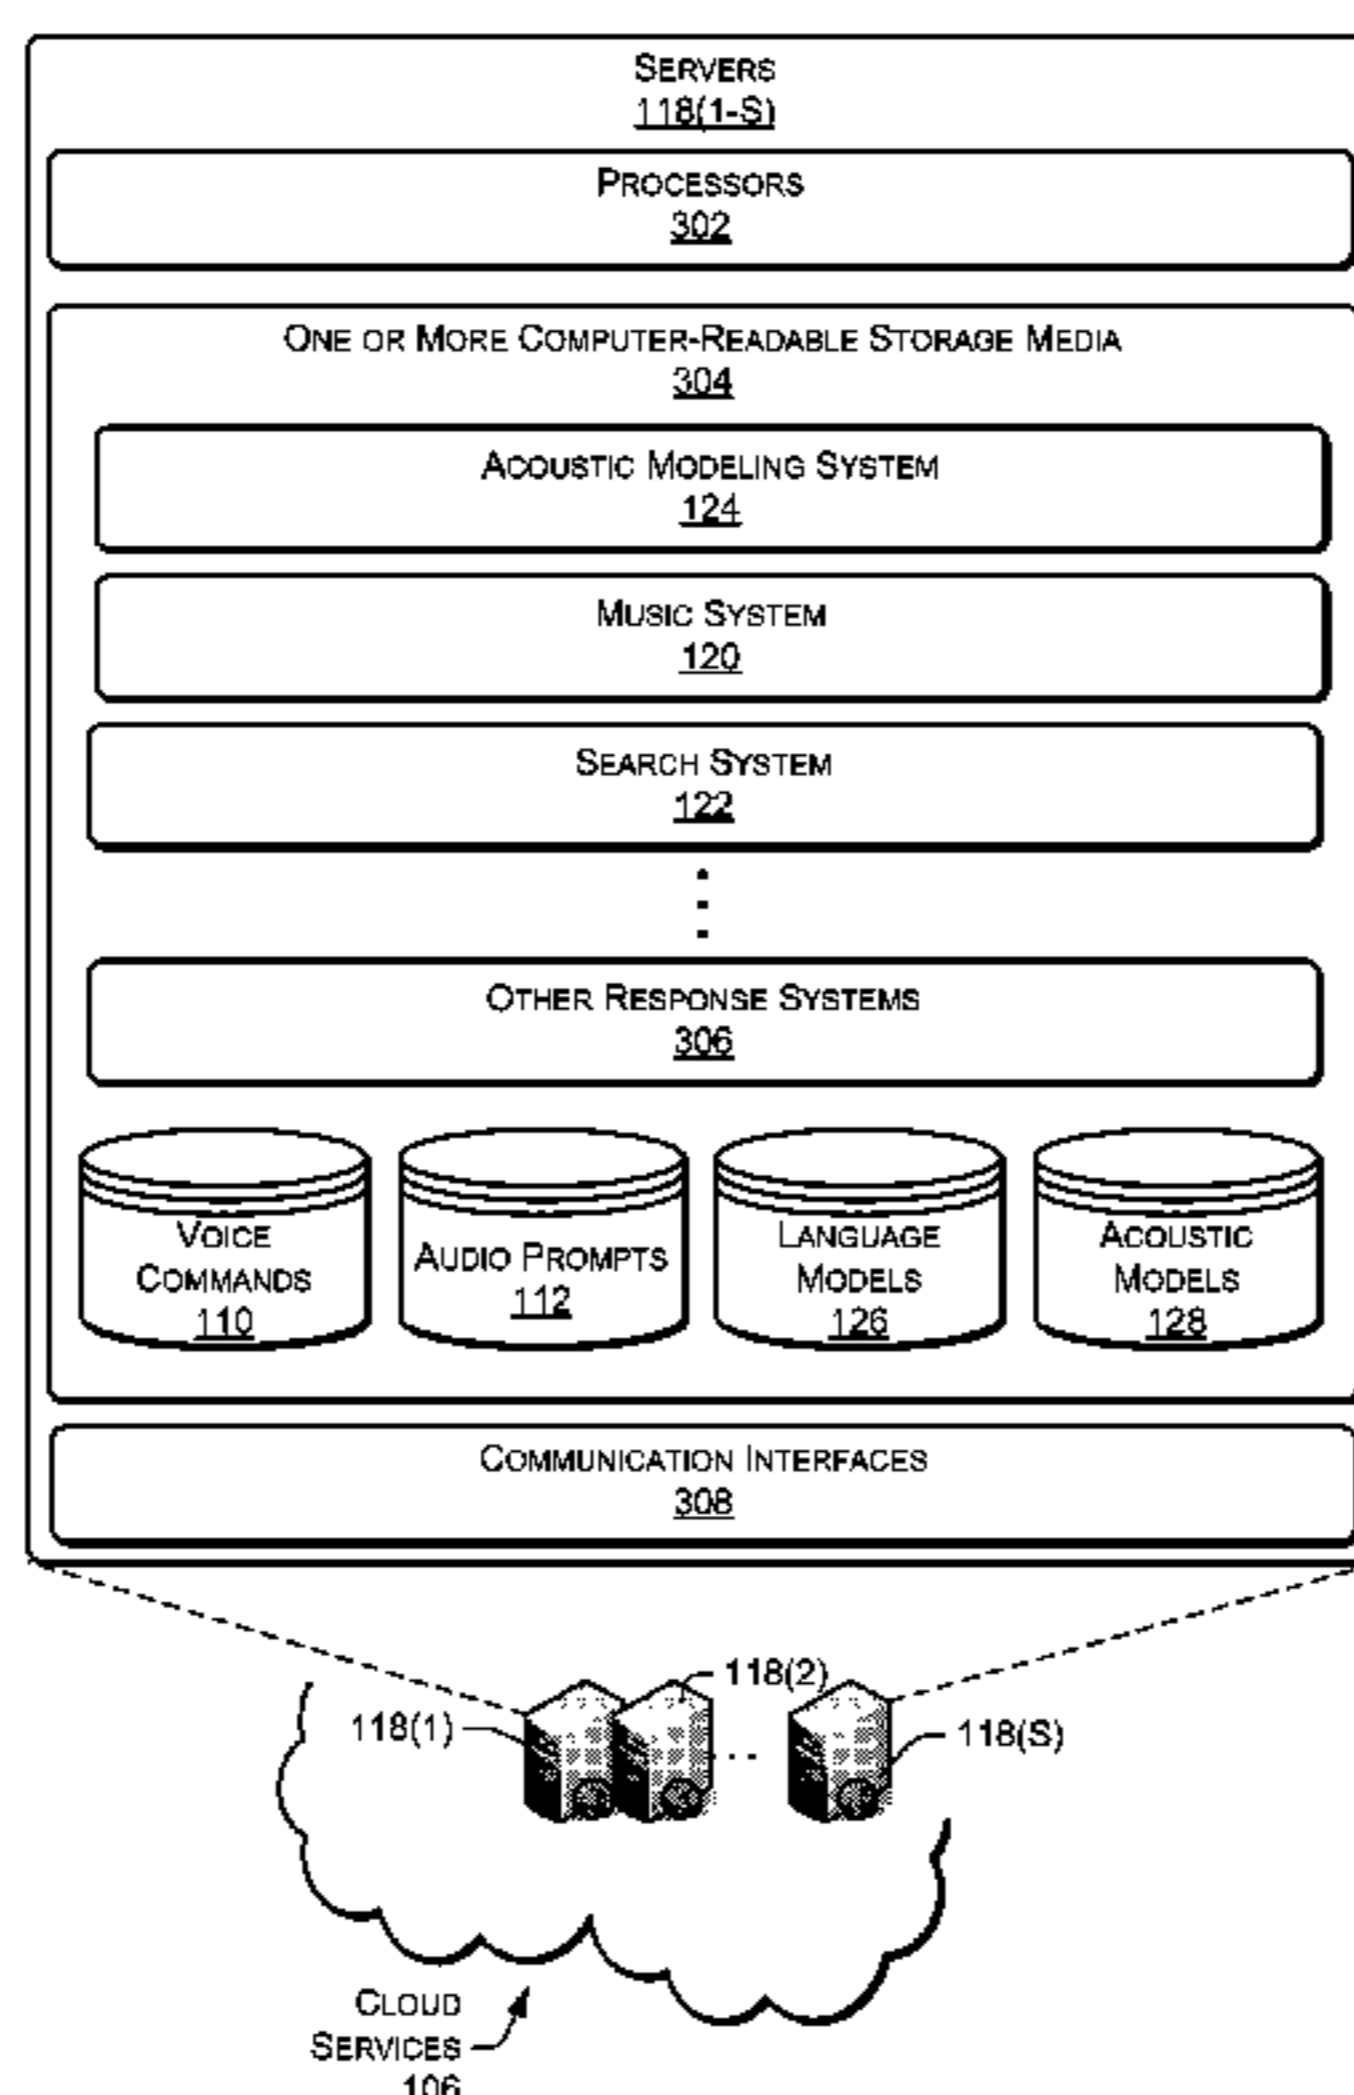 SERVERS
118(1-S)
PROCESSORS
302
ONE OR MORE COMPUTER-READABLE STORAGE MEDIA
304
ACOUSTIC MODELING SYSTEM
124
MUSIC SYSTEM
120
SEARCH SYSTEM
122
OTHER RESPONSE SYSTEMS
306
VOICE
COMMANDS
110
AUDIO PROMPTS
112
LANGUAGE
MODELS
126
ACOUSTIC
MODELS
128
COMMUNICATION INTERFACES
308
118(1)
118(2)
118(S)
CLOUD
SERVICES
106